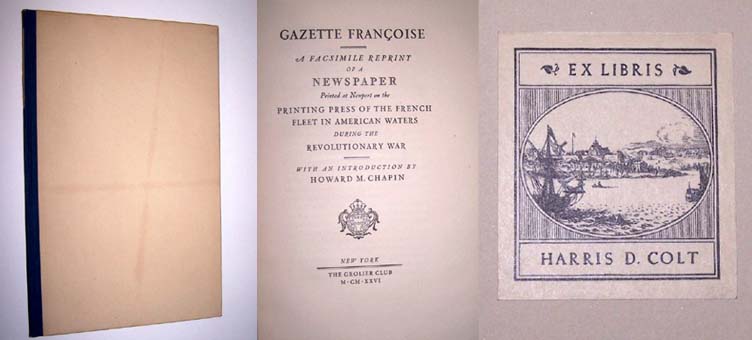 GAZETTE FRANÇOISE
A FACSIMILE REPRINT
OF A
NEWSPAPER
Printed at Newport on the
PRINTING PRESS OF THE FRENCH
FLEET IN AMERICAN WATERS
DURING THE
REVOLUTIONARY WAR
WITH AN INTRODUCTION BY
HOWARD M. CHAPIN
NEW YORK
THE GROLIER CLUB
M·CM·XXVI
EX LIBRIS
HARRIS D. COLT